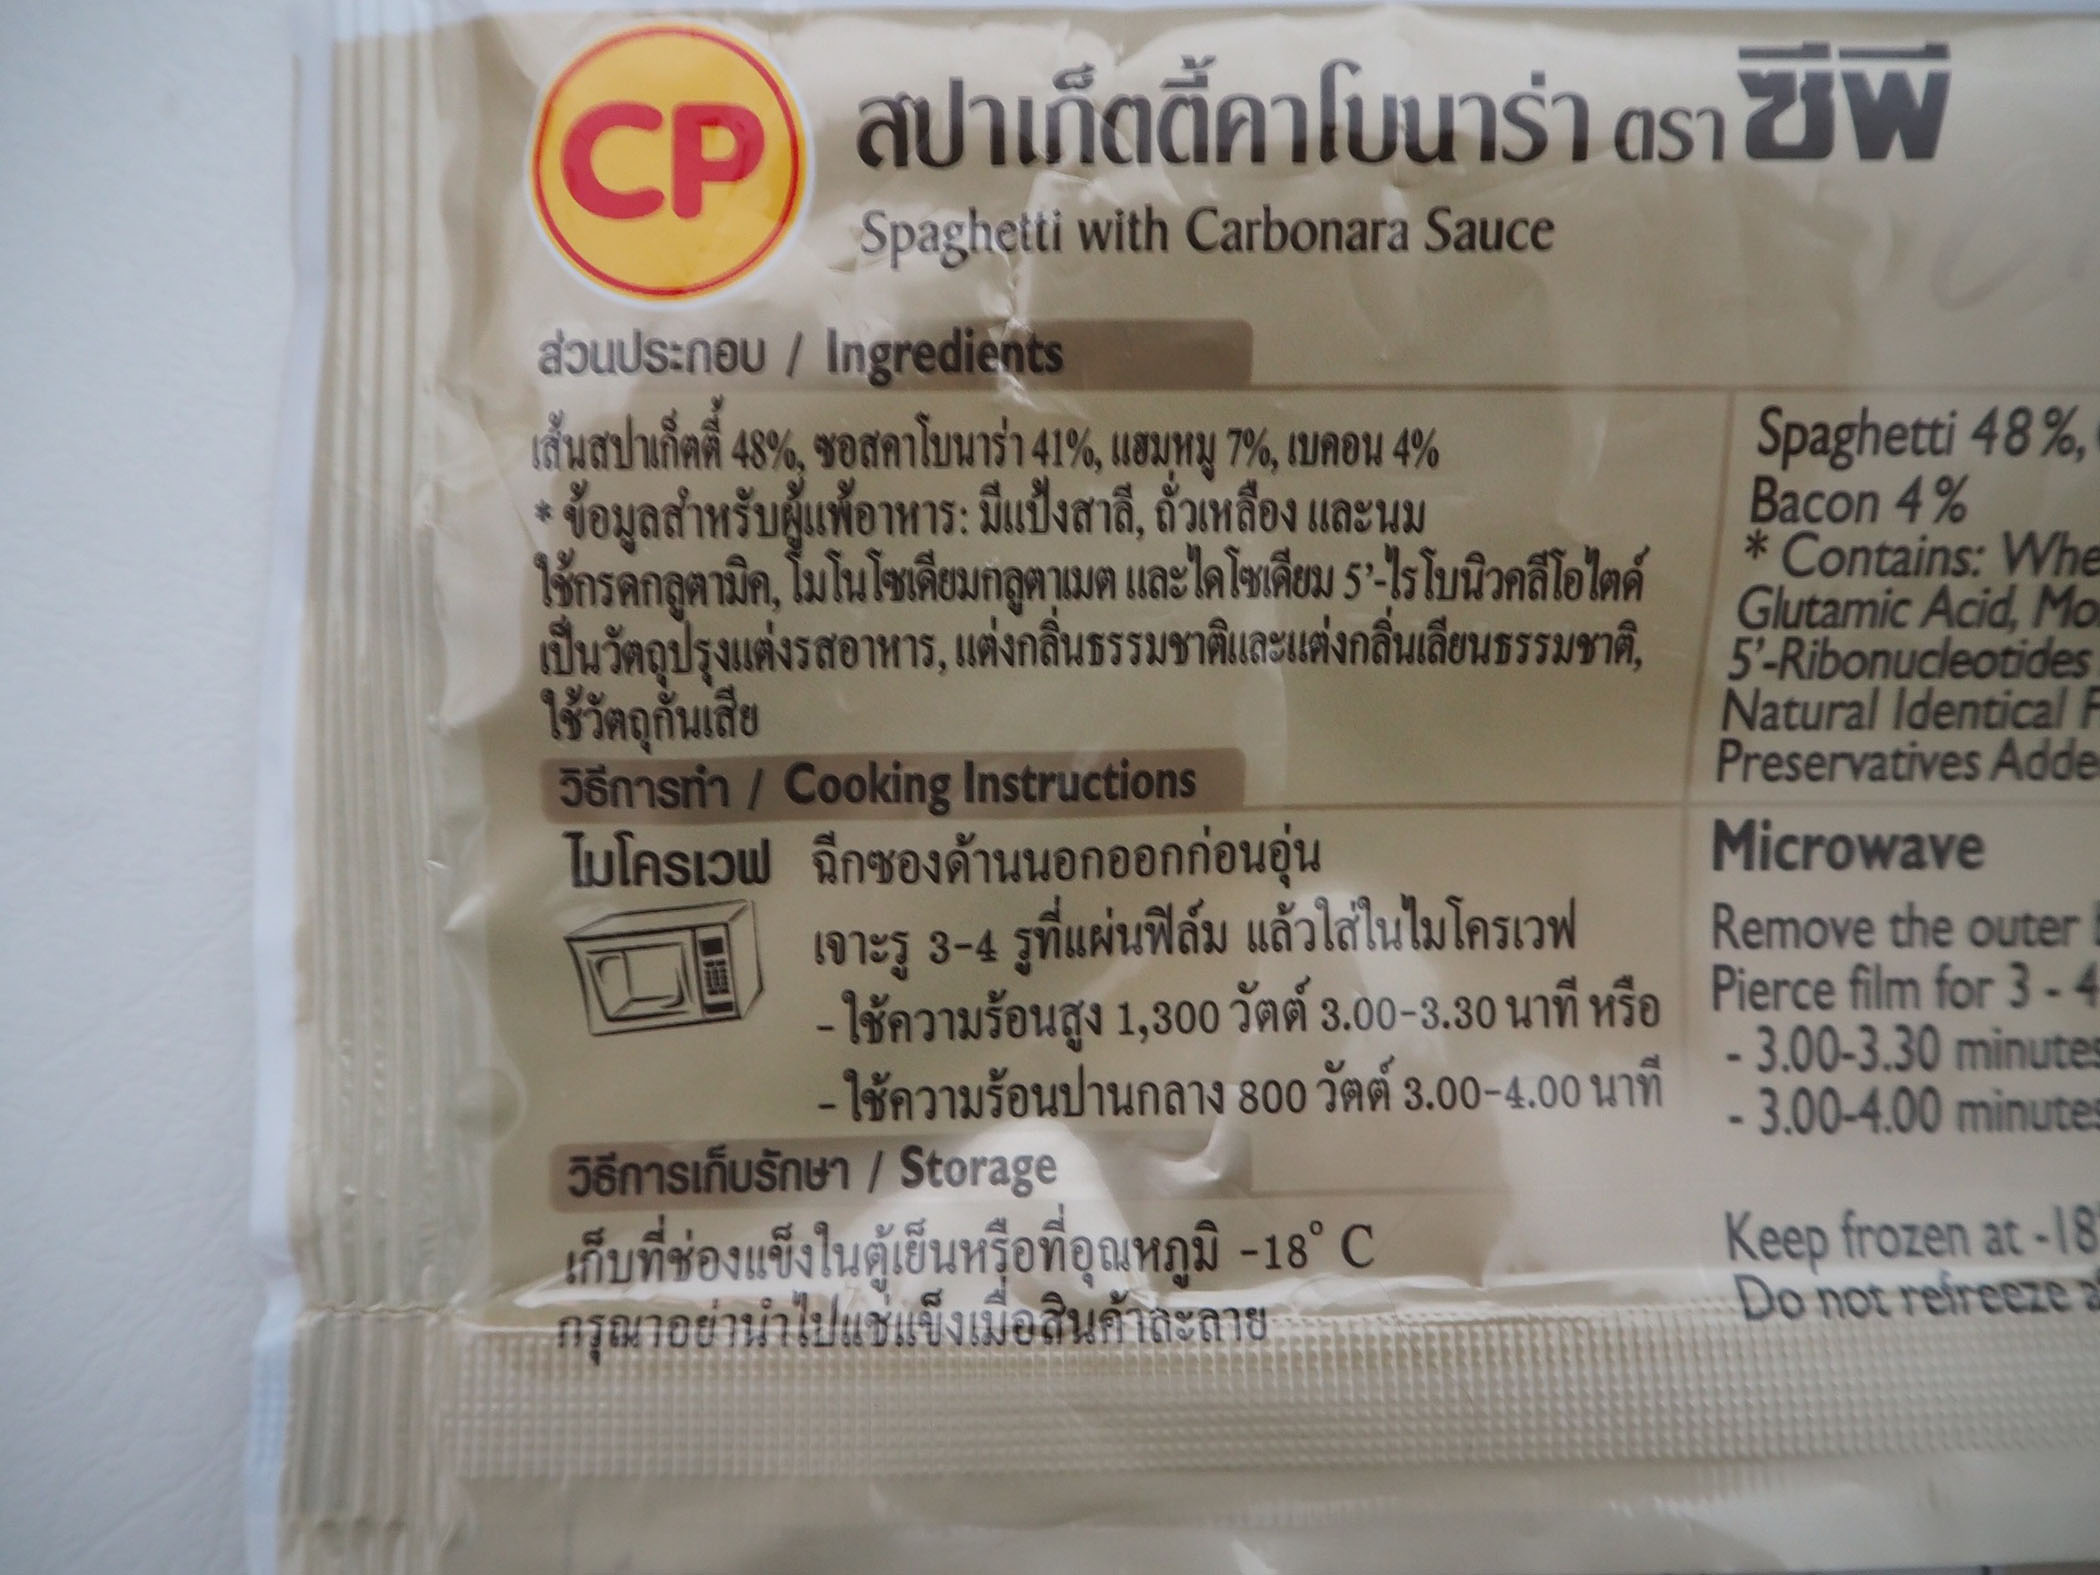 CP
สปาเก็ตตี้คาโบนาร่า ตรา ซีพี
Spaghetti with Carbonara Sauce
ส่วนประกอบ / Ingredients
เส้นสปาเก็ตตี้ 48%, ซอสคาโบนาร่า 41%, แฮมหมู 7%, เบคอน 4%
* ข้อมูลสำหรับผู้แพ้อาหาร: มีแป้งสาลี, ถั่วเหลือง และนม
ใช้กรดกลูตามิค, โมโนโซเดียมกลูตาเมต และไดโซเดียม 5'-ไรโบนิวคลีโอไตด์
เป็นวัตถุปรุงแต่งรสอาหาร, แต่งกลิ่นธรรมชาติและแต่งกลิ่นเลียนธรรมชาติ,
ใช้วัตถุกันเสีย
Spaghetti 48%,
Bacon 4%
* Contains: Whe
Glutamic Acid, Mo
5'-Ribonucleotides
Natural Identical F
Preservatives Adde
วิธีการทำ / Cooking Instructions
ไมโครเวฟ ฉีกซองด้านนอกออกก่อนอุ่น
เจาะรู 3-4 รูที่แผ่นฟิล์ม แล้วใส่ในไมโครเวฟ
- ใช้ความร้อนสูง 1,300 วัตต์ 3.00-3.30 นาที หรือ
- ใช้ความร้อนปานกลาง 800 วัตต์ 3.00-4.00 นาที
Microwave
Remove the outer
Pierce film for 3 - 4
- 3.00-3.30 minutes
- 3.00-4.00 minutes
วิธีการเก็บรักษา / Storage
เก็บที่ช่องแข็งในตู้เย็นหรือที่อุณหภูมิ -18° C
กรุณาอย่านำไปแช่แข็งเมื่อสินค้าละลาย
Keep frozen at -18
Do not refreeze